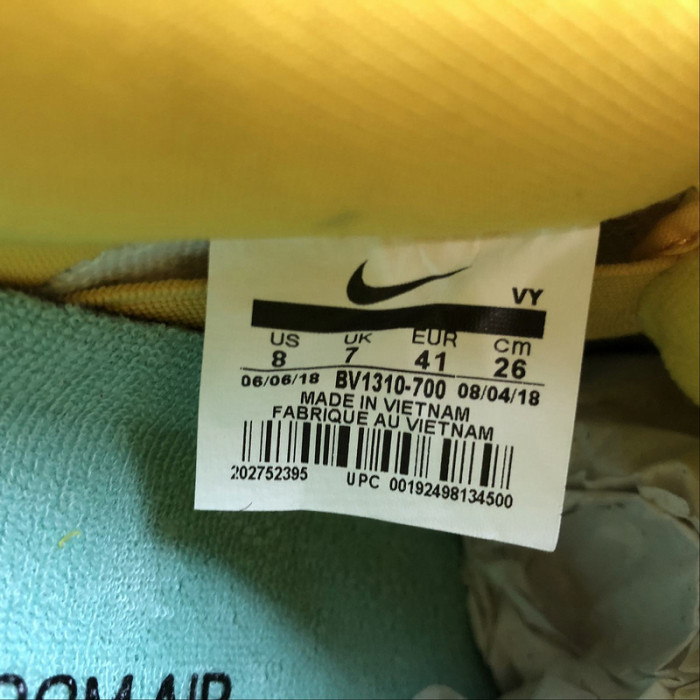 VY
US UK EUR Cm
8 7 41 26
06/06/18 BV1310-700 08/04/18
MADE IN VIETNAM
FABRIQUE AU VIETNAM
202752395 UPC 00192498134500
AIR